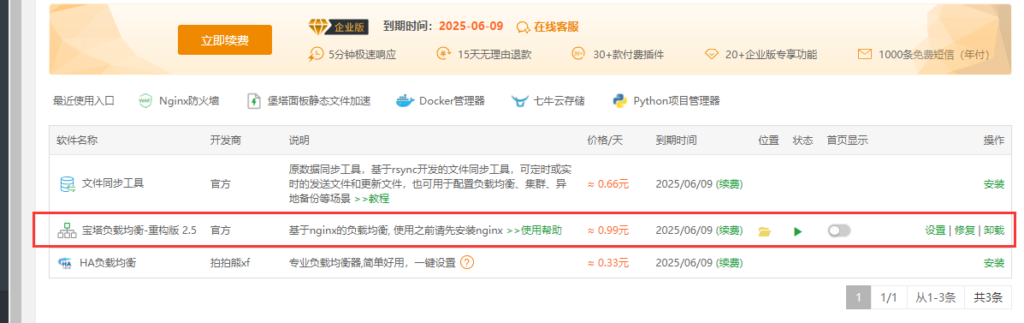 立即续费
企业版 到期时间：2025-06-09 在线客服
5分钟极速响应 15天无理由退款 30+款付费插件 20+企业版专享功能 1000条免费短信（年付）
最近使用入口 Nginx防火墙 堡塔面板静态文件加速 Docker管理器 七牛云存储 Python项目管理器
软件名称 开发商 说明 价格/天 到期时间 位置 状态 首页显示 操作
文件同步工具 官方 原数据同步工具，基于rsync开发的文件同步工具，可定时或实
时的发送文件和更新文件，也可用于配置负载均衡、集群、异
地备份等场景 >>教程 ≈ 0.66元 2025/06/09 (续费) 安装
宝塔负载均衡-重构版 2.5 官方 基于nginx的负载均衡, 使用之前请先安装nginx >>使用帮助 ≈ 0.99元 2025/06/09 (续费) 设置 | 修复 | 卸载
HA HA负载均衡 拍拍熊xf 专业负载均衡器,简单好用，一键设置 ? ≈ 0.33元 2025/06/09 (续费) 安装
1 1/1 从1-3条 共3条